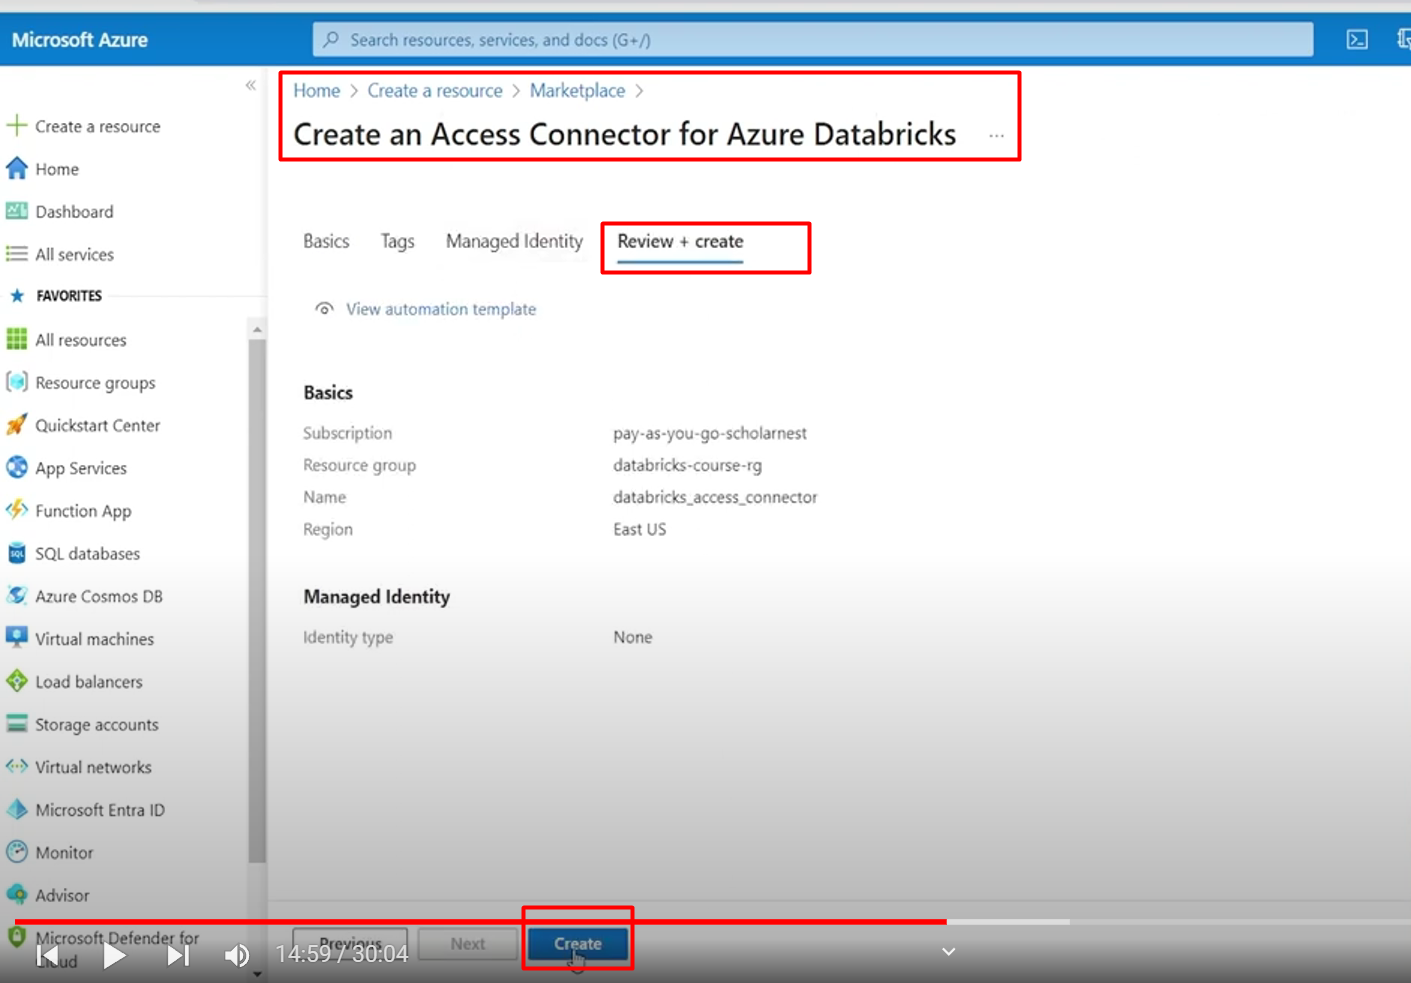 Microsoft Azure
Search resources, services, and docs (G+/)
«
Home > Create a resource > Marketplace >
Create an Access Connector for Azure Databricks ...
Create a resource
Home
Dashboard
All services
FAVORITES
All resources
Resource groups
Quickstart Center
App Services
Function App
SQL databases
Azure Cosmos DB
Virtual machines
Load balancers
Storage accounts
Virtual networks
Microsoft Entra ID
Monitor
Advisor
Microsoft Defender for
Cloud
Basics Tags Managed Identity Review + create
View automation template
Basics
Subscription pay-as-you-go-scholarnest
Resource group databricks-course-rg
Name databricks_access_connector
Region East US
Managed Identity
Identity type None
Previous Next Create
14:59 / 30:04